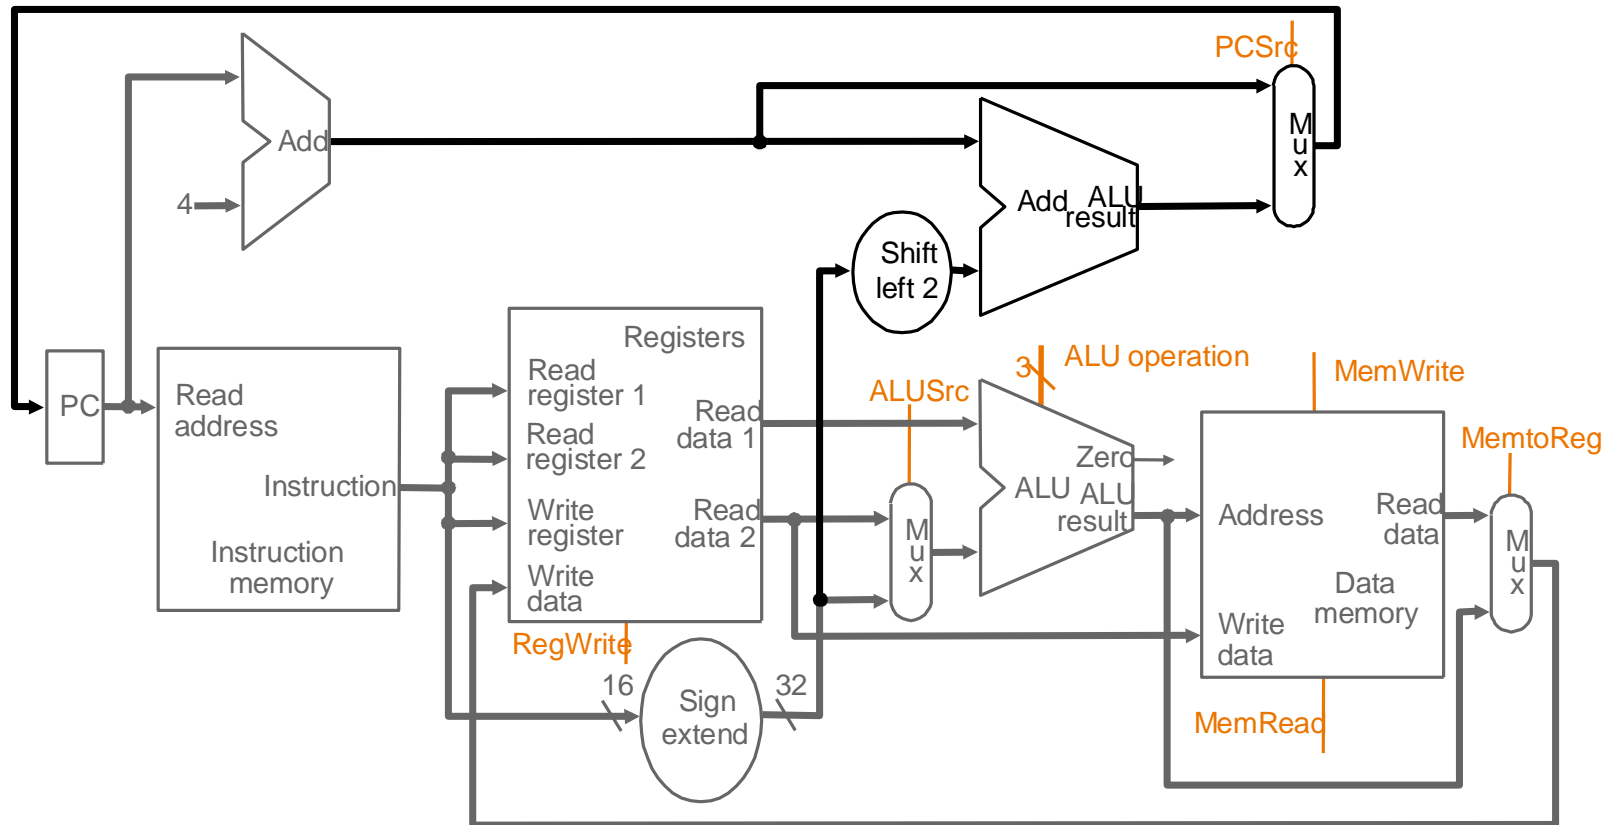 PCSrc
Add
4
M
u
x
Add
ALU
result
Shift
left 2
PC
Read
address
Instruction
Instruction
memory
Registers
Read
register 1
Read
register 2
Write
register
Write
data
Read
data 1
Read
data 2
RegWrite
16
Sign
extend
32
ALUSrc
M
u
x
3
ALU operation
Zero
ALU
ALU
result
MemWrite
Address
Read
data
Data
memory
Write
data
MemRead
MemtoReg
M
u
x